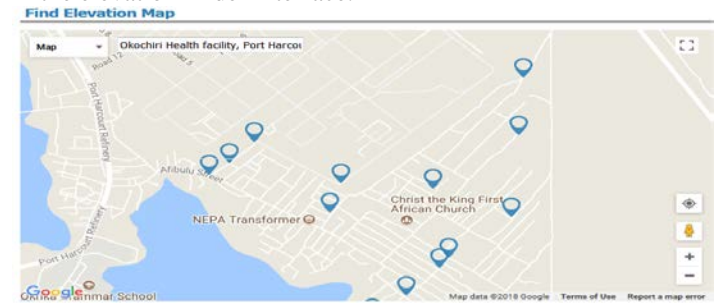 Find Elevation Map
Map
Okochiri Health facility, Port Harcou
Road 12
Port Harcourt Refinery
Afibulu Street
Christ the King First
African Church
NEPA Transformer
Port Har
Google
Okrika Grammar School
Map data ©2018 Google
Terms of Use
Report a map error